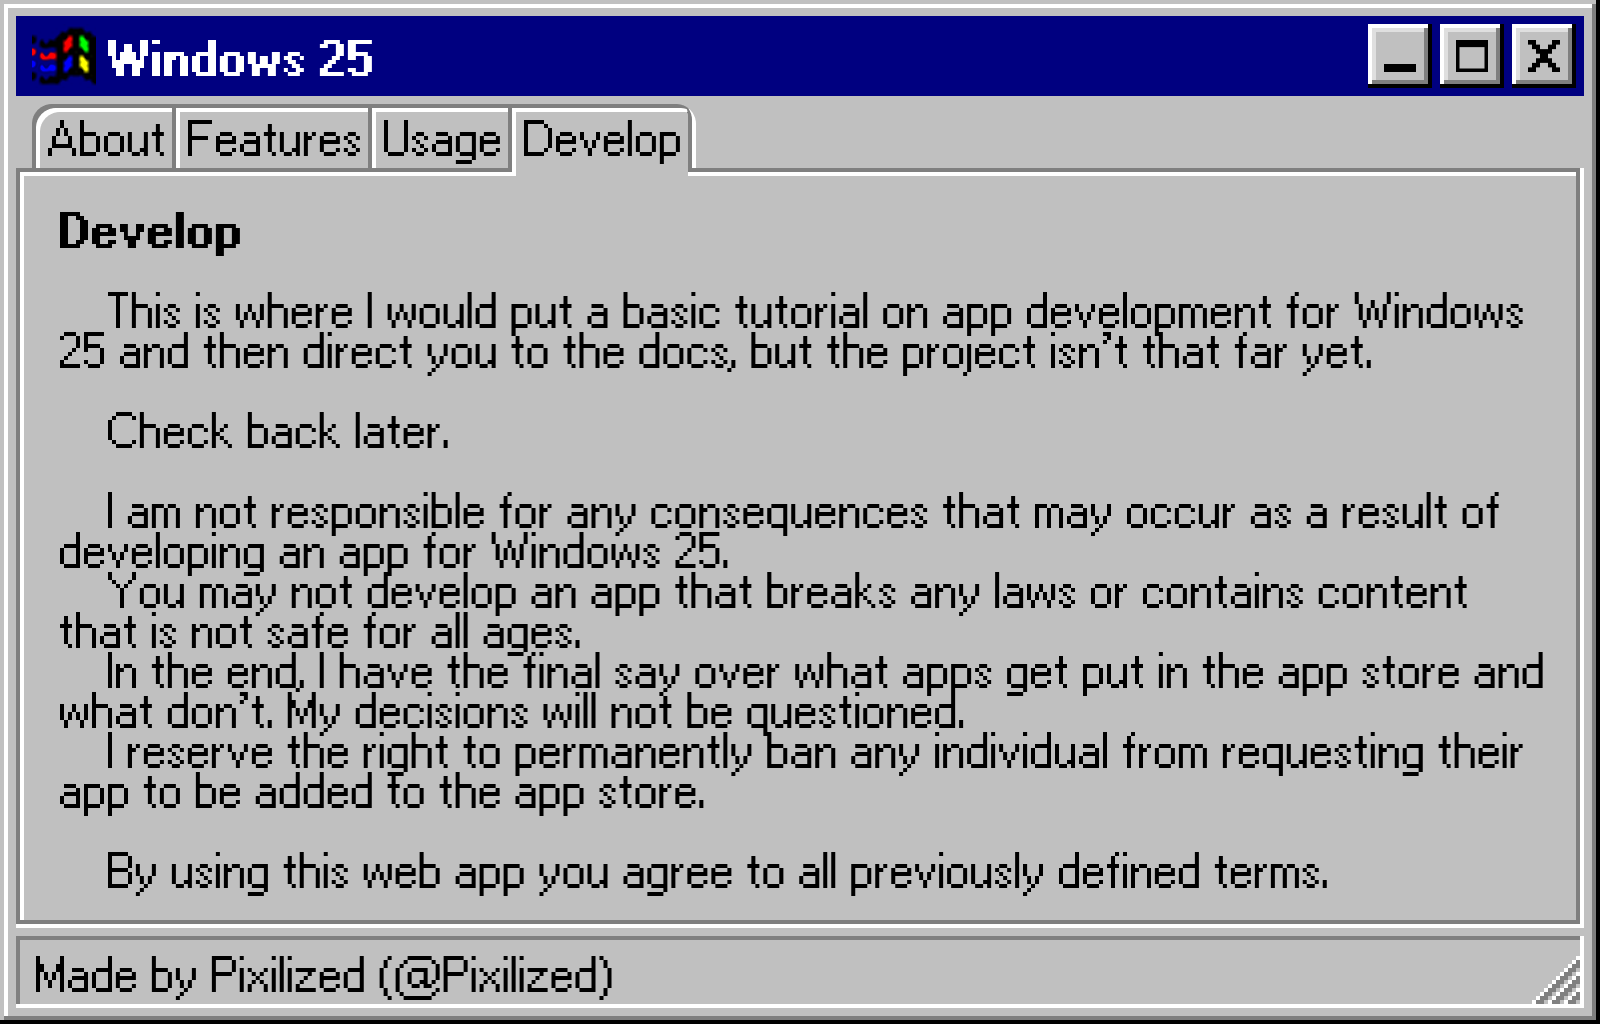 Windows 25
About Features Usage Develop
Develop
This is where I would put a basic tutorial on app development for Windows
25 and then direct you to the docs, but the project isn't that far yet.
Check back later.
I am not responsible for any consequences that may occur as a result of
developing an app for Windows 25.
You may not develop an app that breaks any laws or contains content
that is not safe for all ages.
In the end, I have the final say over what apps get put in the app store and
what don't. My decisions will not be questioned.
I reserve the right to permanently ban any individual from requesting their
app to be added to the app store.
By using this web app you agree to all previously defined terms.
Made by Pixilized (@Pixilized)